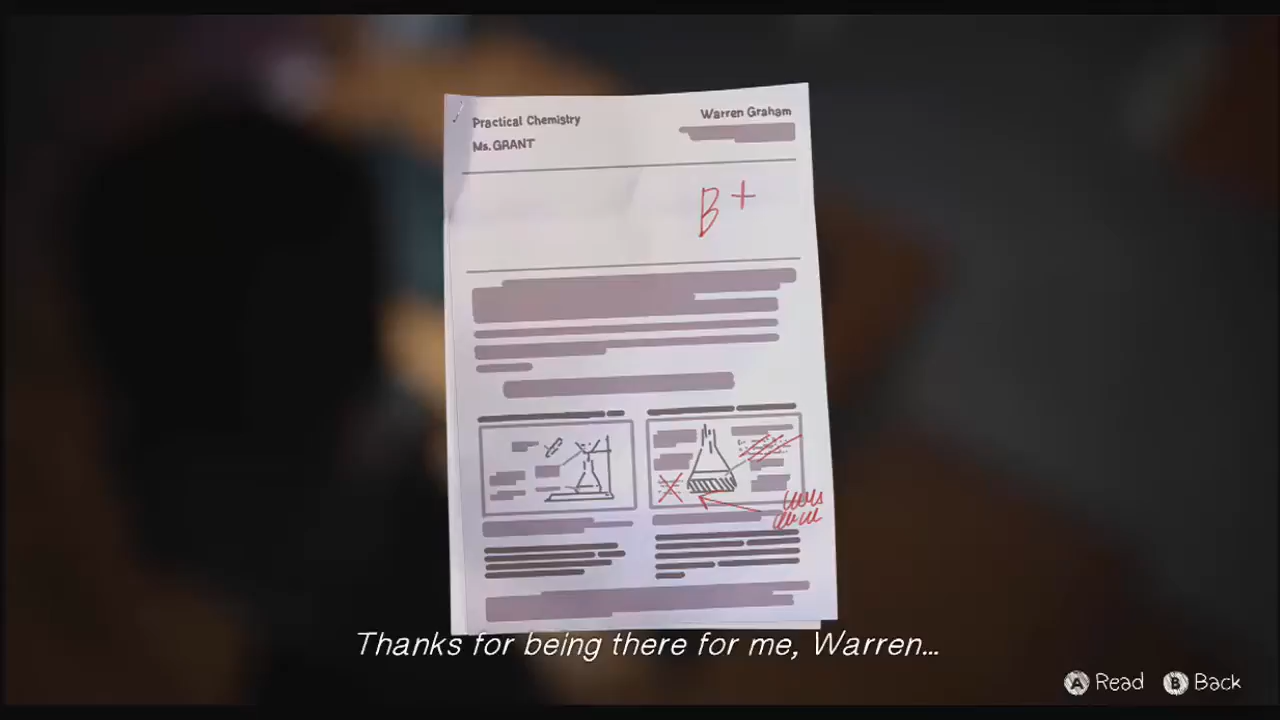 Practical Chemistry
Warren Graham
Ms. GRANT
B+
Thanks for being there for me, Warren...
A Read B Back